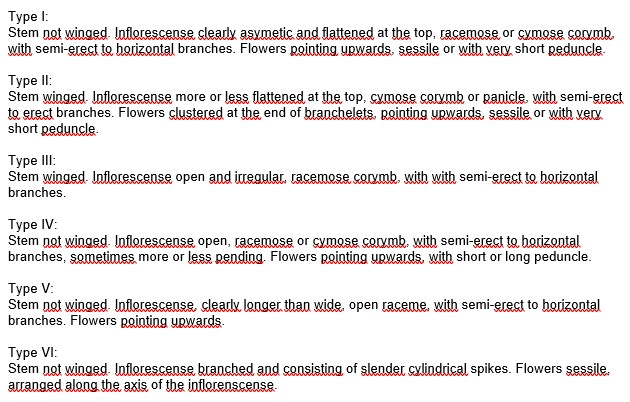 Type I:
Stem not winged. Inflorescense clearly asymetic and flattened at the top, racemose or cymose corymb,
with semi-erect to horizontal branches. Flowers pointing upwards, sessile or with very short peduncle.
Type II:
Stem winged. Inflorescense more or less flattened at the top, cymose corymb or panicle, with semi-erect
to erect branches. Flowers clustered at the end of branchelets, pointing upwards, sessile or with very
short peduncle.
Type III:
Stem winged. Inflorescense open and irregular, racemose corymb, with with semi-erect to horizontal
branches.
Type IV:
Stem not winged. Inflorescense open, racemose or cymose corymb, with semi-erect to horizontal
branches, sometimes more or less pending. Flowers pointing upwards, with short or long peduncle.
Type V:
Stem not winged. Inflorescense, clearly longer than wide, open raceme, with semi-erect to horizontal
branches. Flowers pointing upwards.
Type VI:
Stem not winged. Inflorescense branched and consisting of slender cylindrical spikes. Flowers sessile,
arranged along the axis of the inflorenscense.